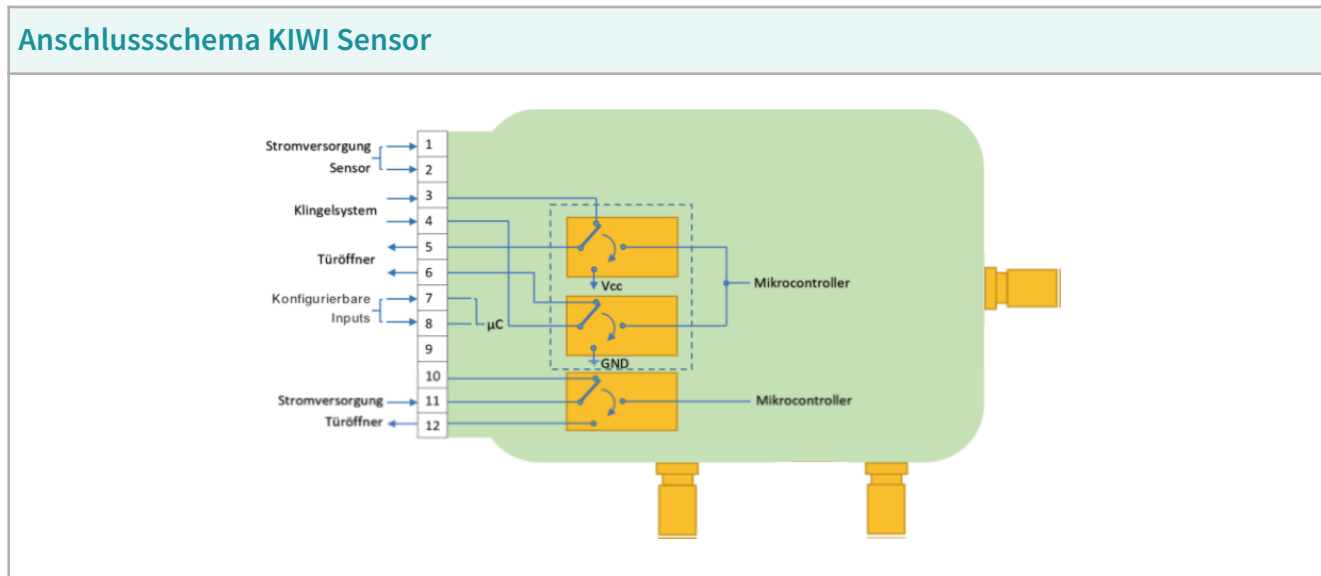 Anschlussschema KIWI Sensor
Stromversorgung
Sensor
Klingelsystem
Türöffner
Konfigurierbare
Inputs
Stromversorgung
Türöffner
1
2
3
4
5
6
7
8
9
10
11
12
µC
Vcc
GND
Mikrocontroller
Mikrocontroller